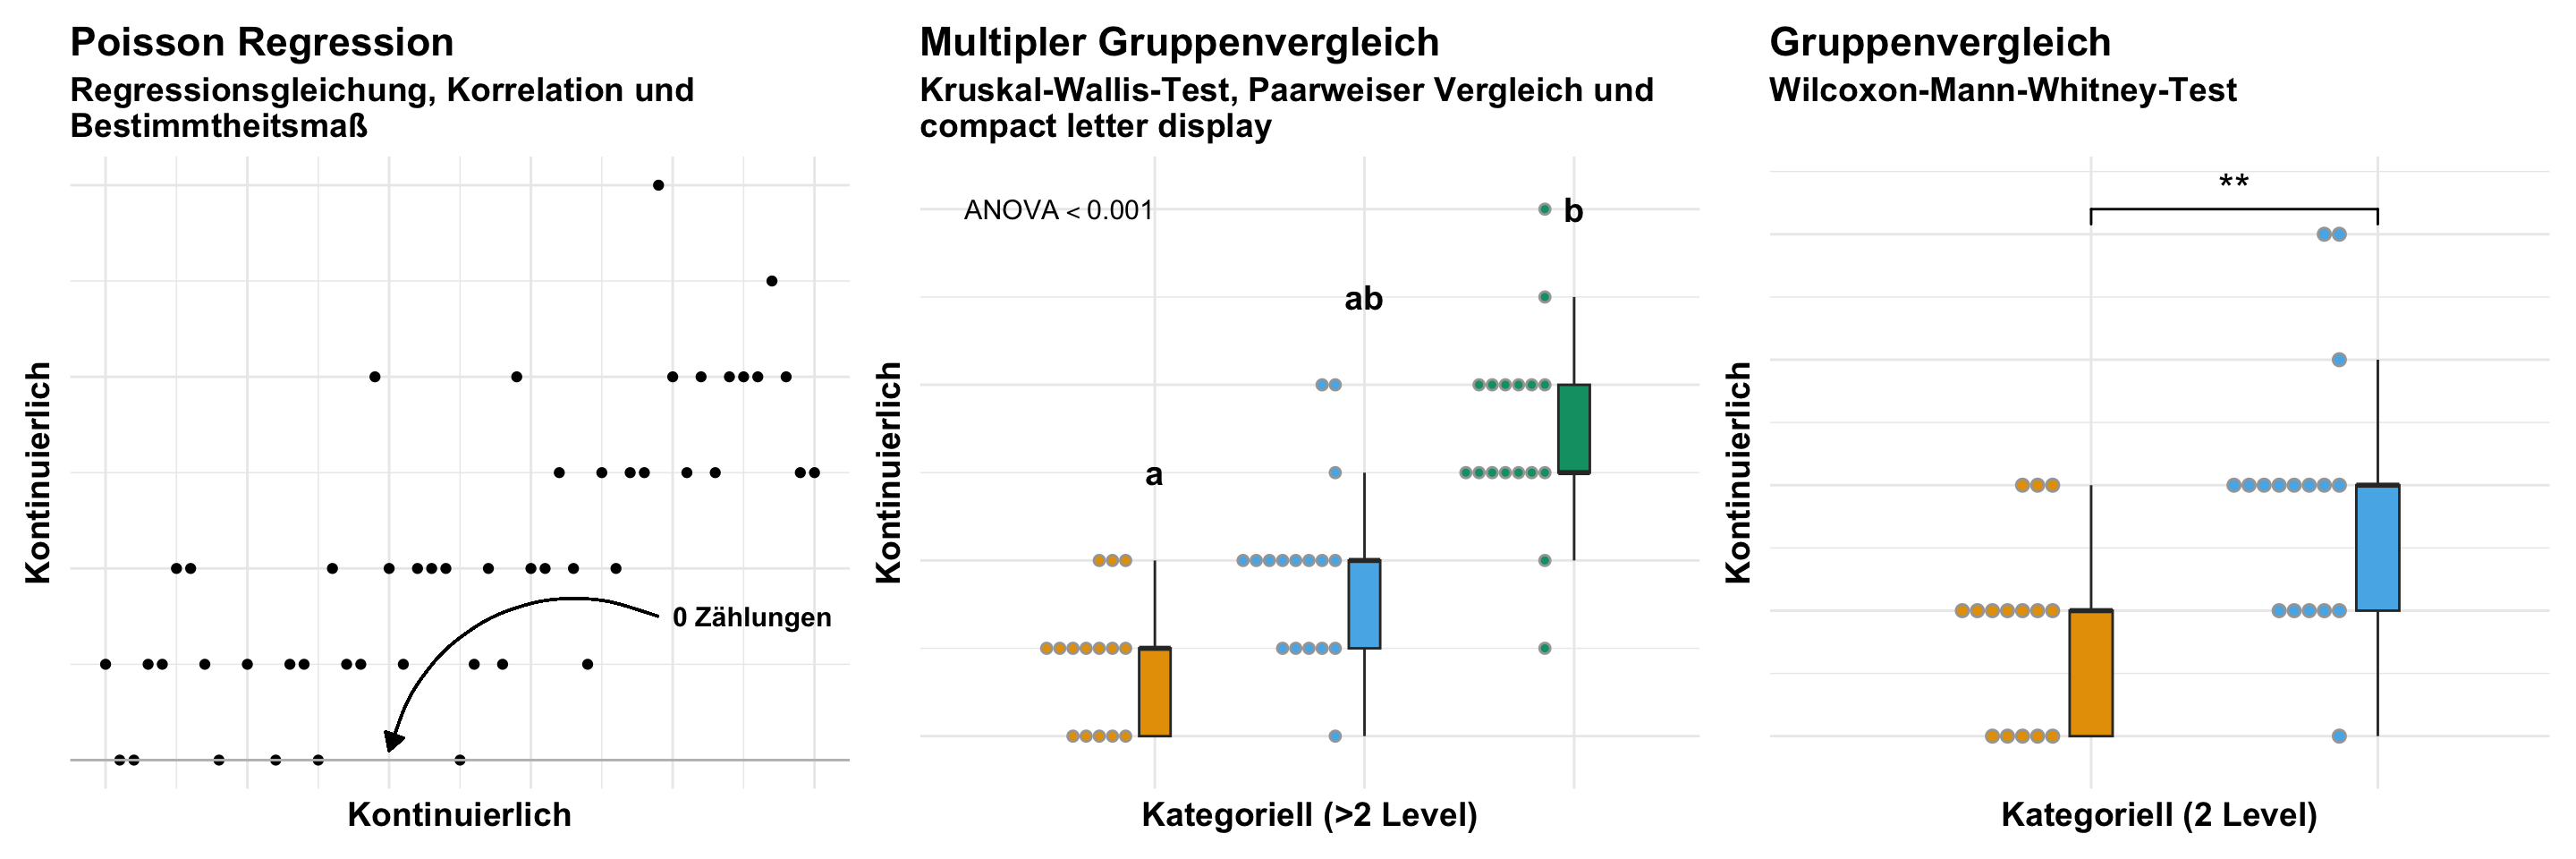 Poisson Regression
Regressionsgleichung, Korrelation und
Bestimmtheitsmaß
Kontinuierlich
0 Zählungen
Kontinuierlich
Multipler Gruppenvergleich
Kruskal-Wallis-Test, Paarweiser Vergleich und
compact letter display
Kontinuierlich
ANOVA < 0.001
a
ab
b
Kategoriell (>2 Level)
Gruppenvergleich
Wilcoxon-Mann-Whitney-Test
Kontinuierlich
**
Kategoriell (2 Level)